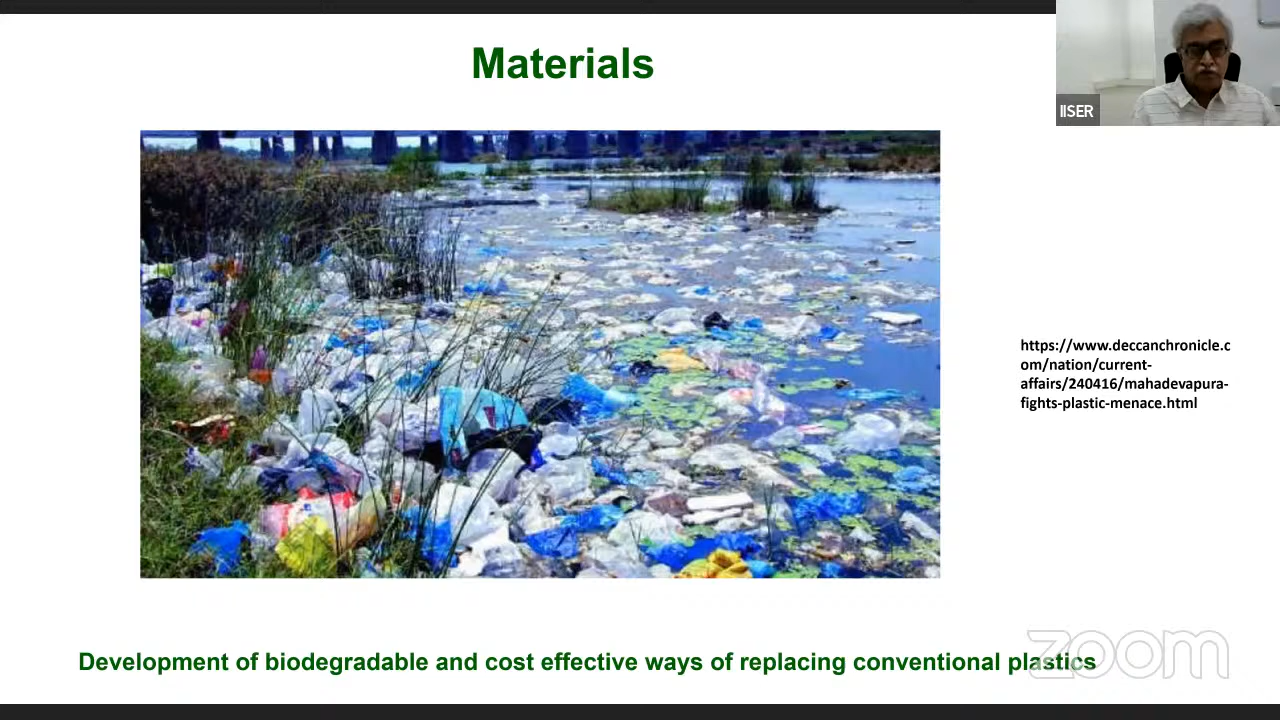 Materials
IISER
https://www.deccanchronicle.c
om/nation/current-
affairs/240416/mahadevapura-
fights-plastic-menace.html
Development of biodegradable and cost effective ways of replacing conventional plastics
zoom